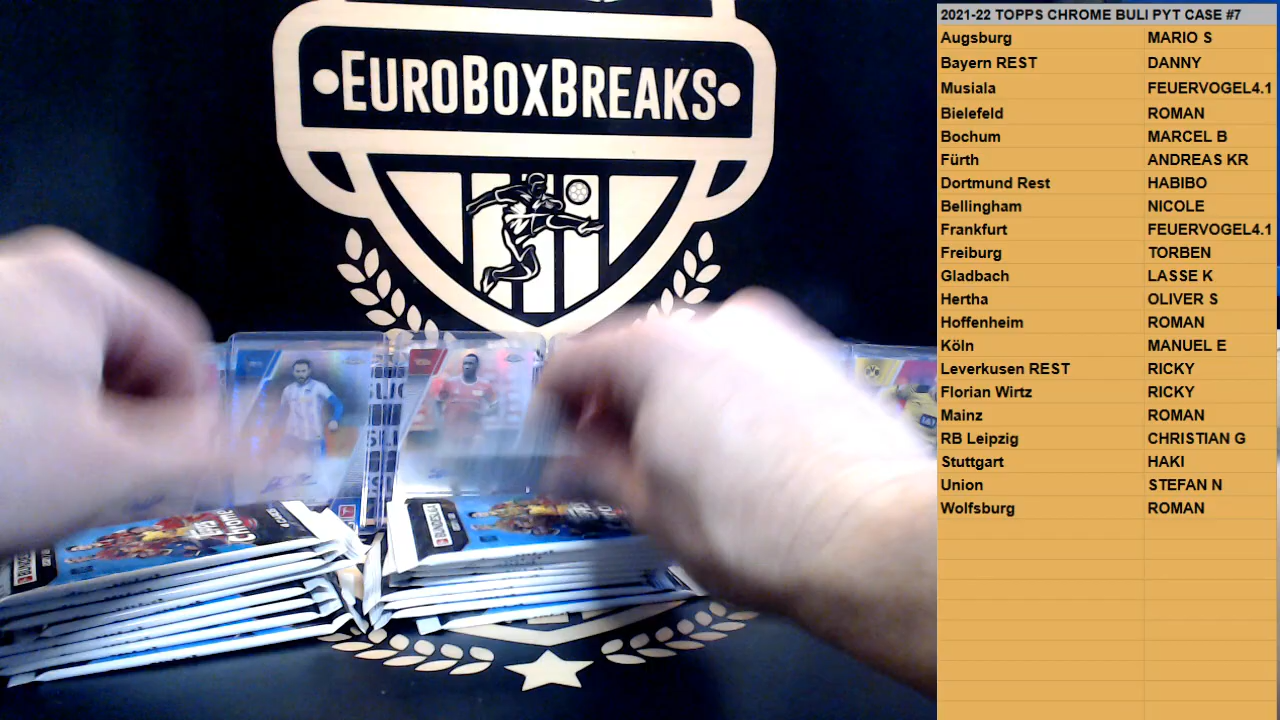 EUROBOXBREAKS
2021-22 TOPPS CHROME BULI PYT CASE #7
Augsburg MARIO S
Bayern REST DANNY
Musiala FEUERVOGEL4.1
Bielefeld ROMAN
Bochum MARCEL B
Fürth ANDREAS KR
Dortmund Rest HABIBO
Bellingham NICOLE
Frankfurt FEUERVOGEL4.1
Freiburg TORBEN
Gladbach LASSE K
Hertha OLIVER S
Hoffenheim ROMAN
Köln MANUEL E
Leverkusen REST RICKY
Florian Wirtz RICKY
Mainz ROMAN
RB Leipzig CHRISTIAN G
Stuttgart HAKI
Union STEFAN N
Wolfsburg ROMAN
BUNDESLIGA